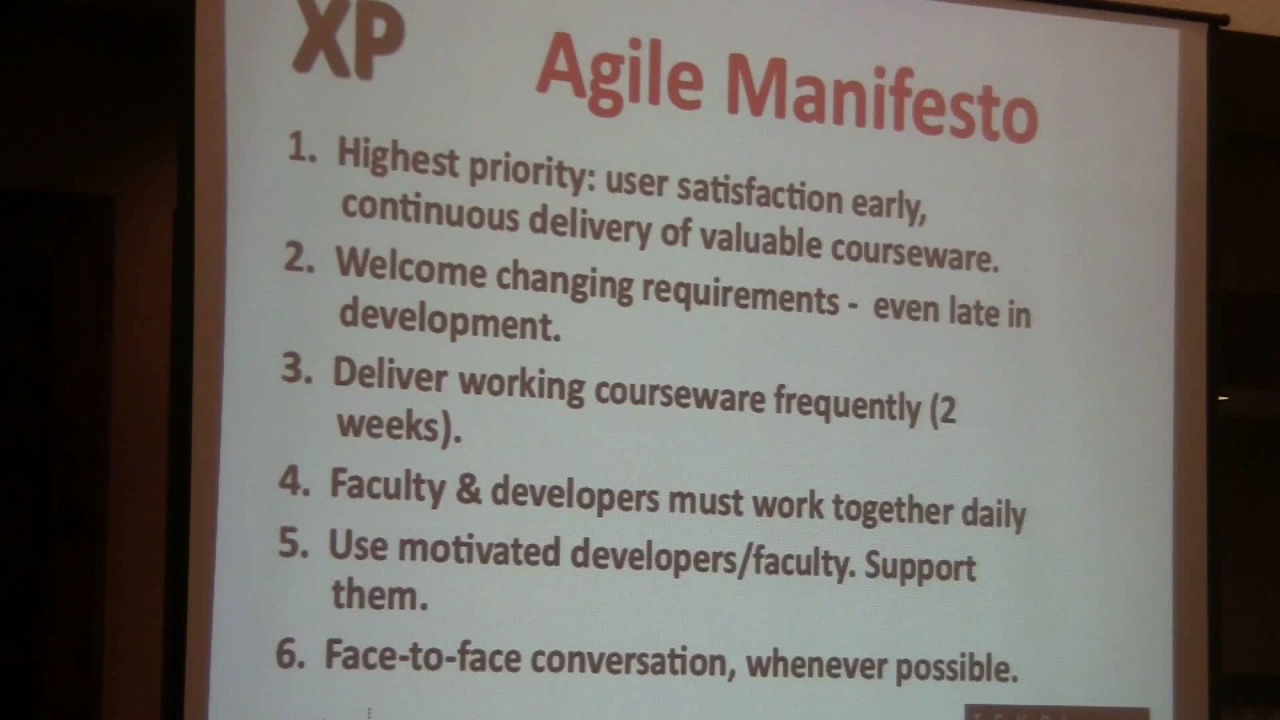 XP
Agile Manifesto
1. Highest priority: user satisfaction early,
continuous delivery of valuable courseware.
2. Welcome changing requirements - even late in
development.
3. Deliver working courseware frequently (2
weeks).
4. Faculty & developers must work together daily
5. Use motivated developers/faculty. Support
them.
6. Face-to-face conversation, whenever possible.